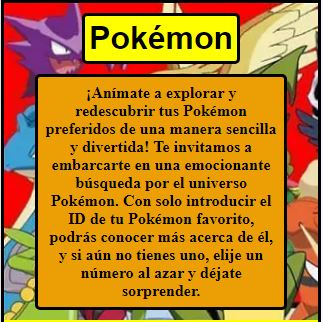 Pokémon
¡Anímate a explorar y
redescubrir tus Pokémon
preferidos de una manera sencilla
y divertida! Te invitamos a
embarcarte en una emocionante
búsqueda por el universo
Pokémon. Con solo introducir el
ID de tu Pokémon favorito,
podrás conocer más acerca de él,
y si aún no tienes uno, elije un
número al azar y déjate
sorprender.